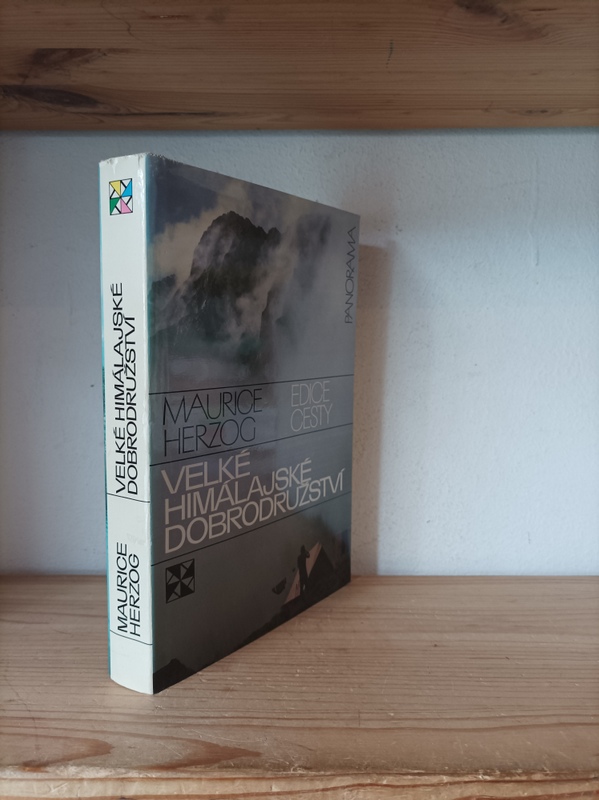 VELKÉ HIMÁLAJSKÉ
DOBRODRUŽSTVÍ
MAURICE
HERZOG
PANORAMA
MAURICE
HERZOG
EDICE
CESTY
VELKÉ
HIMÁLAJSKÉ
DOBRODRUŽSTVÍ